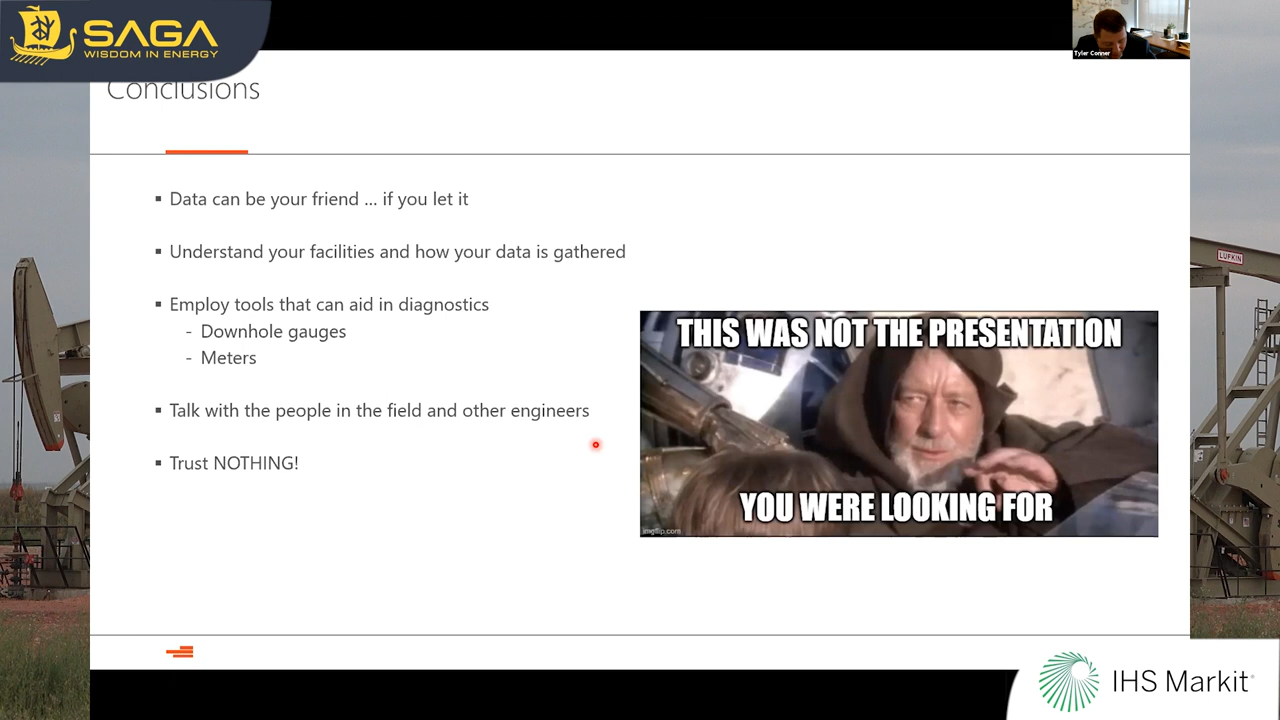 SAGA
WISDOM IN ENERGY
Tyler Conner
Conclusions
▪ Data can be your friend ... if you let it
▪ Understand your facilities and how your data is gathered
▪ Employ tools that can aid in diagnostics
- Downhole gauges
- Meters
▪ Talk with the people in the field and other engineers
▪ Trust NOTHING!
THIS WAS NOT THE PRESENTATION
YOU WERE LOOKING FOR
imgflip.com
LUFKIN
IHS Markit®